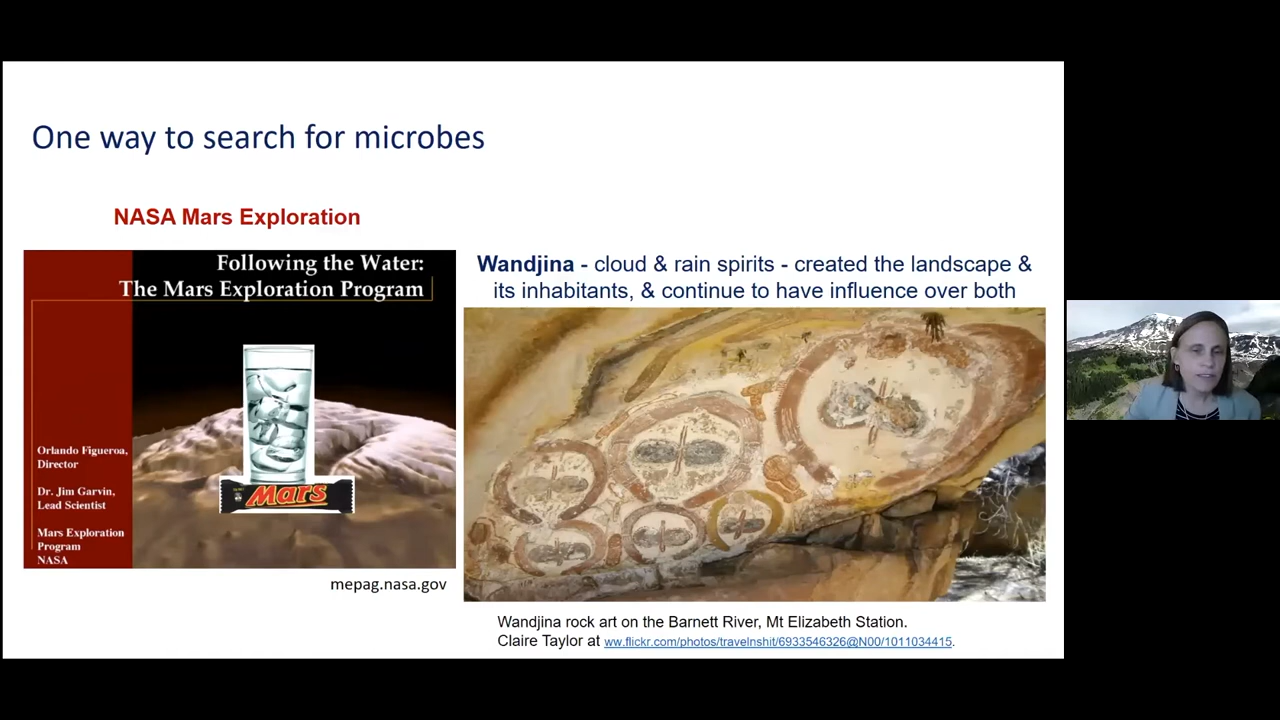 One way to search for microbes
NASA Mars Exploration
Following the Water:
The Mars Exploration Program
Mars
Orlando Figueroa,
Director
Dr. Jim Garvin,
Lead Scientist
Mars Exploration
Program
NASA
mepag.nasa.gov
Wandjina - cloud & rain spirits - created the landscape &
its inhabitants, & continue to have influence over both
Wandjina rock art on the Barnett River, Mt Elizabeth Station.
Claire Taylor at ww.flickr.com/photos/travelnshit/6933546326@N00/1011034415.